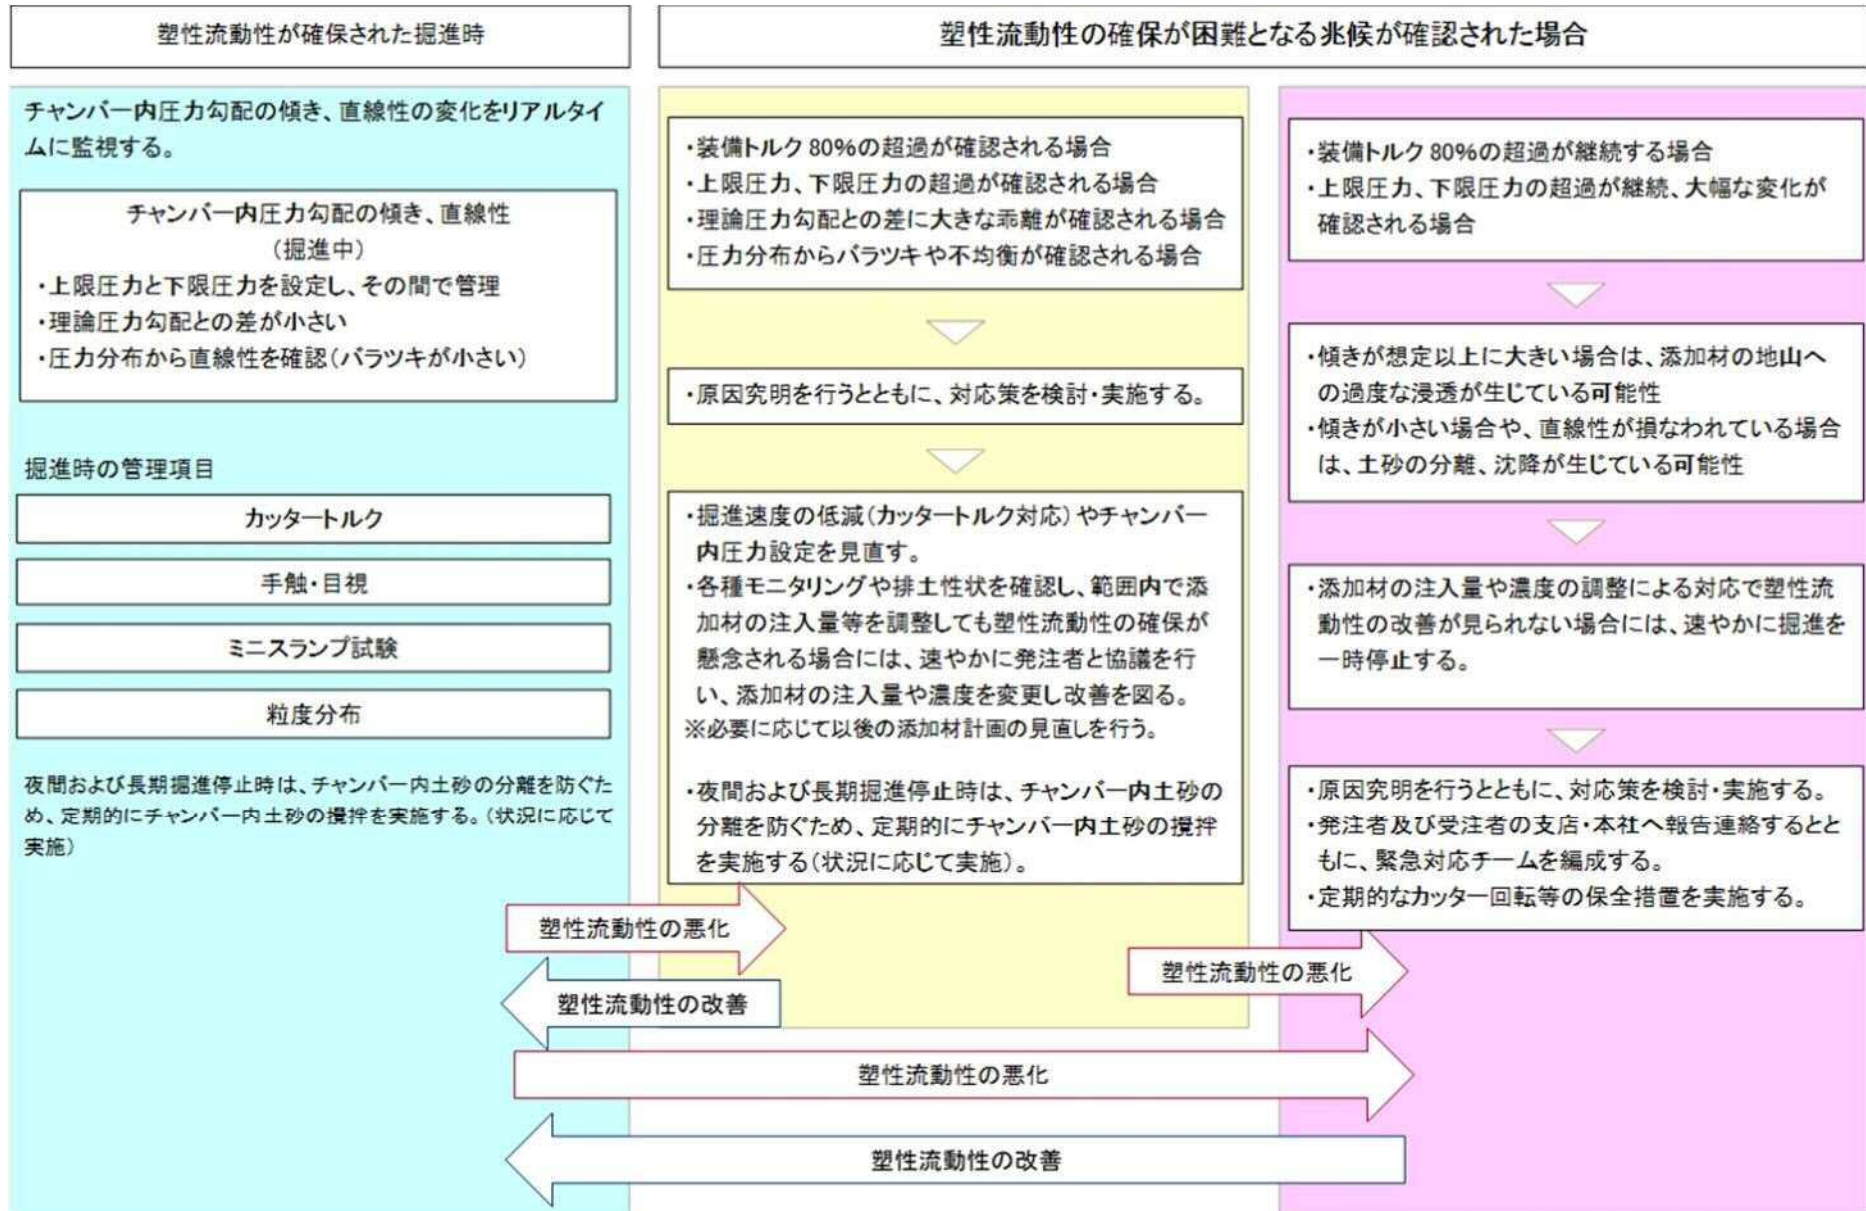 塑性流動性が確保された掘進時
チャンバー内圧力勾配の傾き、直線性の変化をリアルタイ
ムに監視する。
チャンバー内圧力勾配の傾き、直線性
(掘進中)
・上限圧力と下限圧力を設定し、その間で管理
・理論圧力勾配との差が小さい
・圧力分布から直線性を確認(バラツキが小さい)
掘進時の管理項目
カッタートルク
手触・目視
ミニスランプ試験
粒度分布
夜間および長期掘進停止時は、チャンバー内土砂の分離を防ぐた
め、定期的にチャンバー内土砂の攪拌を実施する。(状況に応じて
実施)
塑性流動性の確保が困難となる兆候が確認された場合
・装備トルク 80%の超過が確認される場合
・上限圧力、下限圧力の超過が確認される場合
・理論圧力勾配との差に大きな乖離が確認される場合
・圧力分布からバラツキや不均衡が確認される場合
・原因究明を行うとともに、対応策を検討・実施する。
・掘進速度の低減(カッタートルク対応)やチャンバー
内圧力設定を見直す。
・各種モニタリングや排土性状を確認し、範囲内で添
加材の注入量等を調整しても塑性流動性の確保が
懸念される場合には、速やかに発注者と協議を行
い、添加材の注入量や濃度を変更し改善を図る。
※必要に応じて以後の添加材計画の見直しを行う。
・夜間および長期掘進停止時は、チャンバー内土砂の
分離を防ぐため、定期的にチャンバー内土砂の攪拌
を実施する(状況に応じて実施)。
・装備トルク 80%の超過が継続する場合
・上限圧力、下限圧力の超過が継続、大幅な変化が
確認される場合
・傾きが想定以上に大きい場合は、添加材の地山へ
の過度な浸透が生じている可能性
・傾きが小さい場合や、直線性が損なわれている場合
は、土砂の分離、沈降が生じている可能性
・添加材の注入量や濃度の調整による対応で塑性流
動性の改善が見られない場合には、速やかに掘進を
一時停止する。
・原因究明を行うとともに、対応策を検討・実施する。
・発注者及び受注者の支店・本社へ報告連絡するとと
もに、緊急対応チームを編成する。
・定期的なカッター回転等の保全措置を実施する。
塑性流動性の悪化
塑性流動性の悪化
塑性流動性の改善
塑性流動性の悪化
塑性流動性の改善